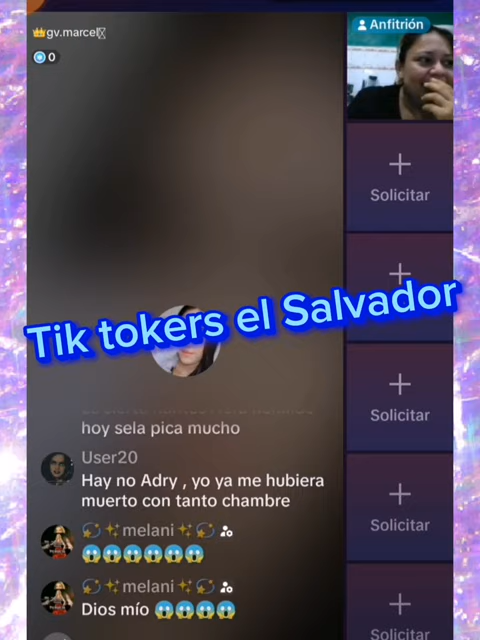 gv.marcel
0
Anfitrión
Solicitar
Tik tokers el Salvador
Solicitar
hoy sela pica mucho
User20
Hay no Adry , yo ya me hubiera
muerto con tanto chambre
Solicitar
💫✨melani✨💫
😱😱😱😱😱😱
💫✨melani✨💫
Dios mío 😱😱😱😱
Solicitar